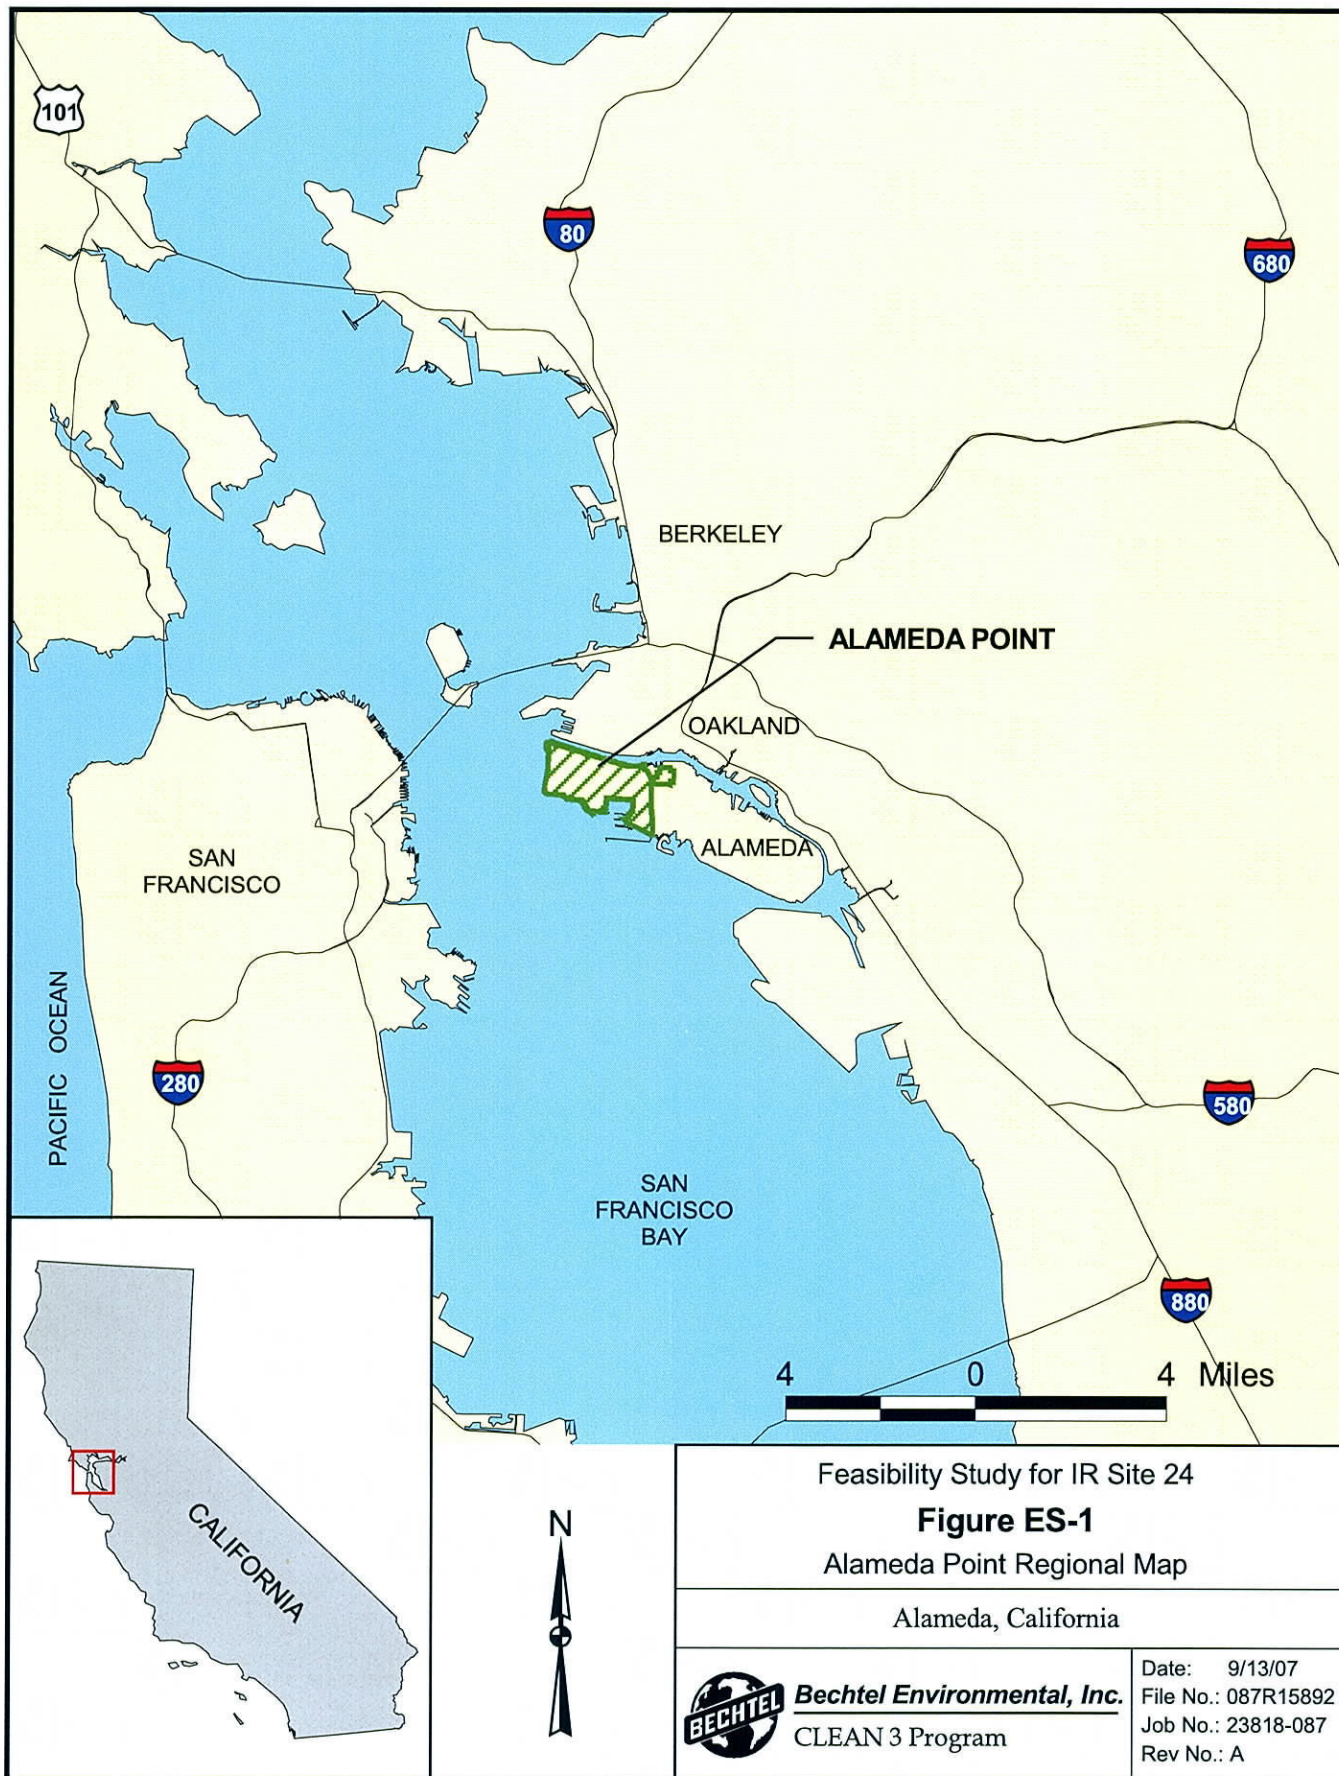 101
80
680
BERKELEY
ALAMEDA POINT
OAKLAND
ALAMEDA
SAN
FRANCISCO
PACIFIC OCEAN
280
580
SAN
FRANCISCO
BAY
880
4 0 4 Miles
CALIFORNIA
N
Feasibility Study for IR Site 24
Figure ES-1
Alameda Point Regional Map
Alameda, California
BECHTEL
Bechtel Environmental, Inc.
CLEAN 3 Program
Date: 9/13/07
File No.: 087R15892
Job No.: 23818-087
Rev No.: A